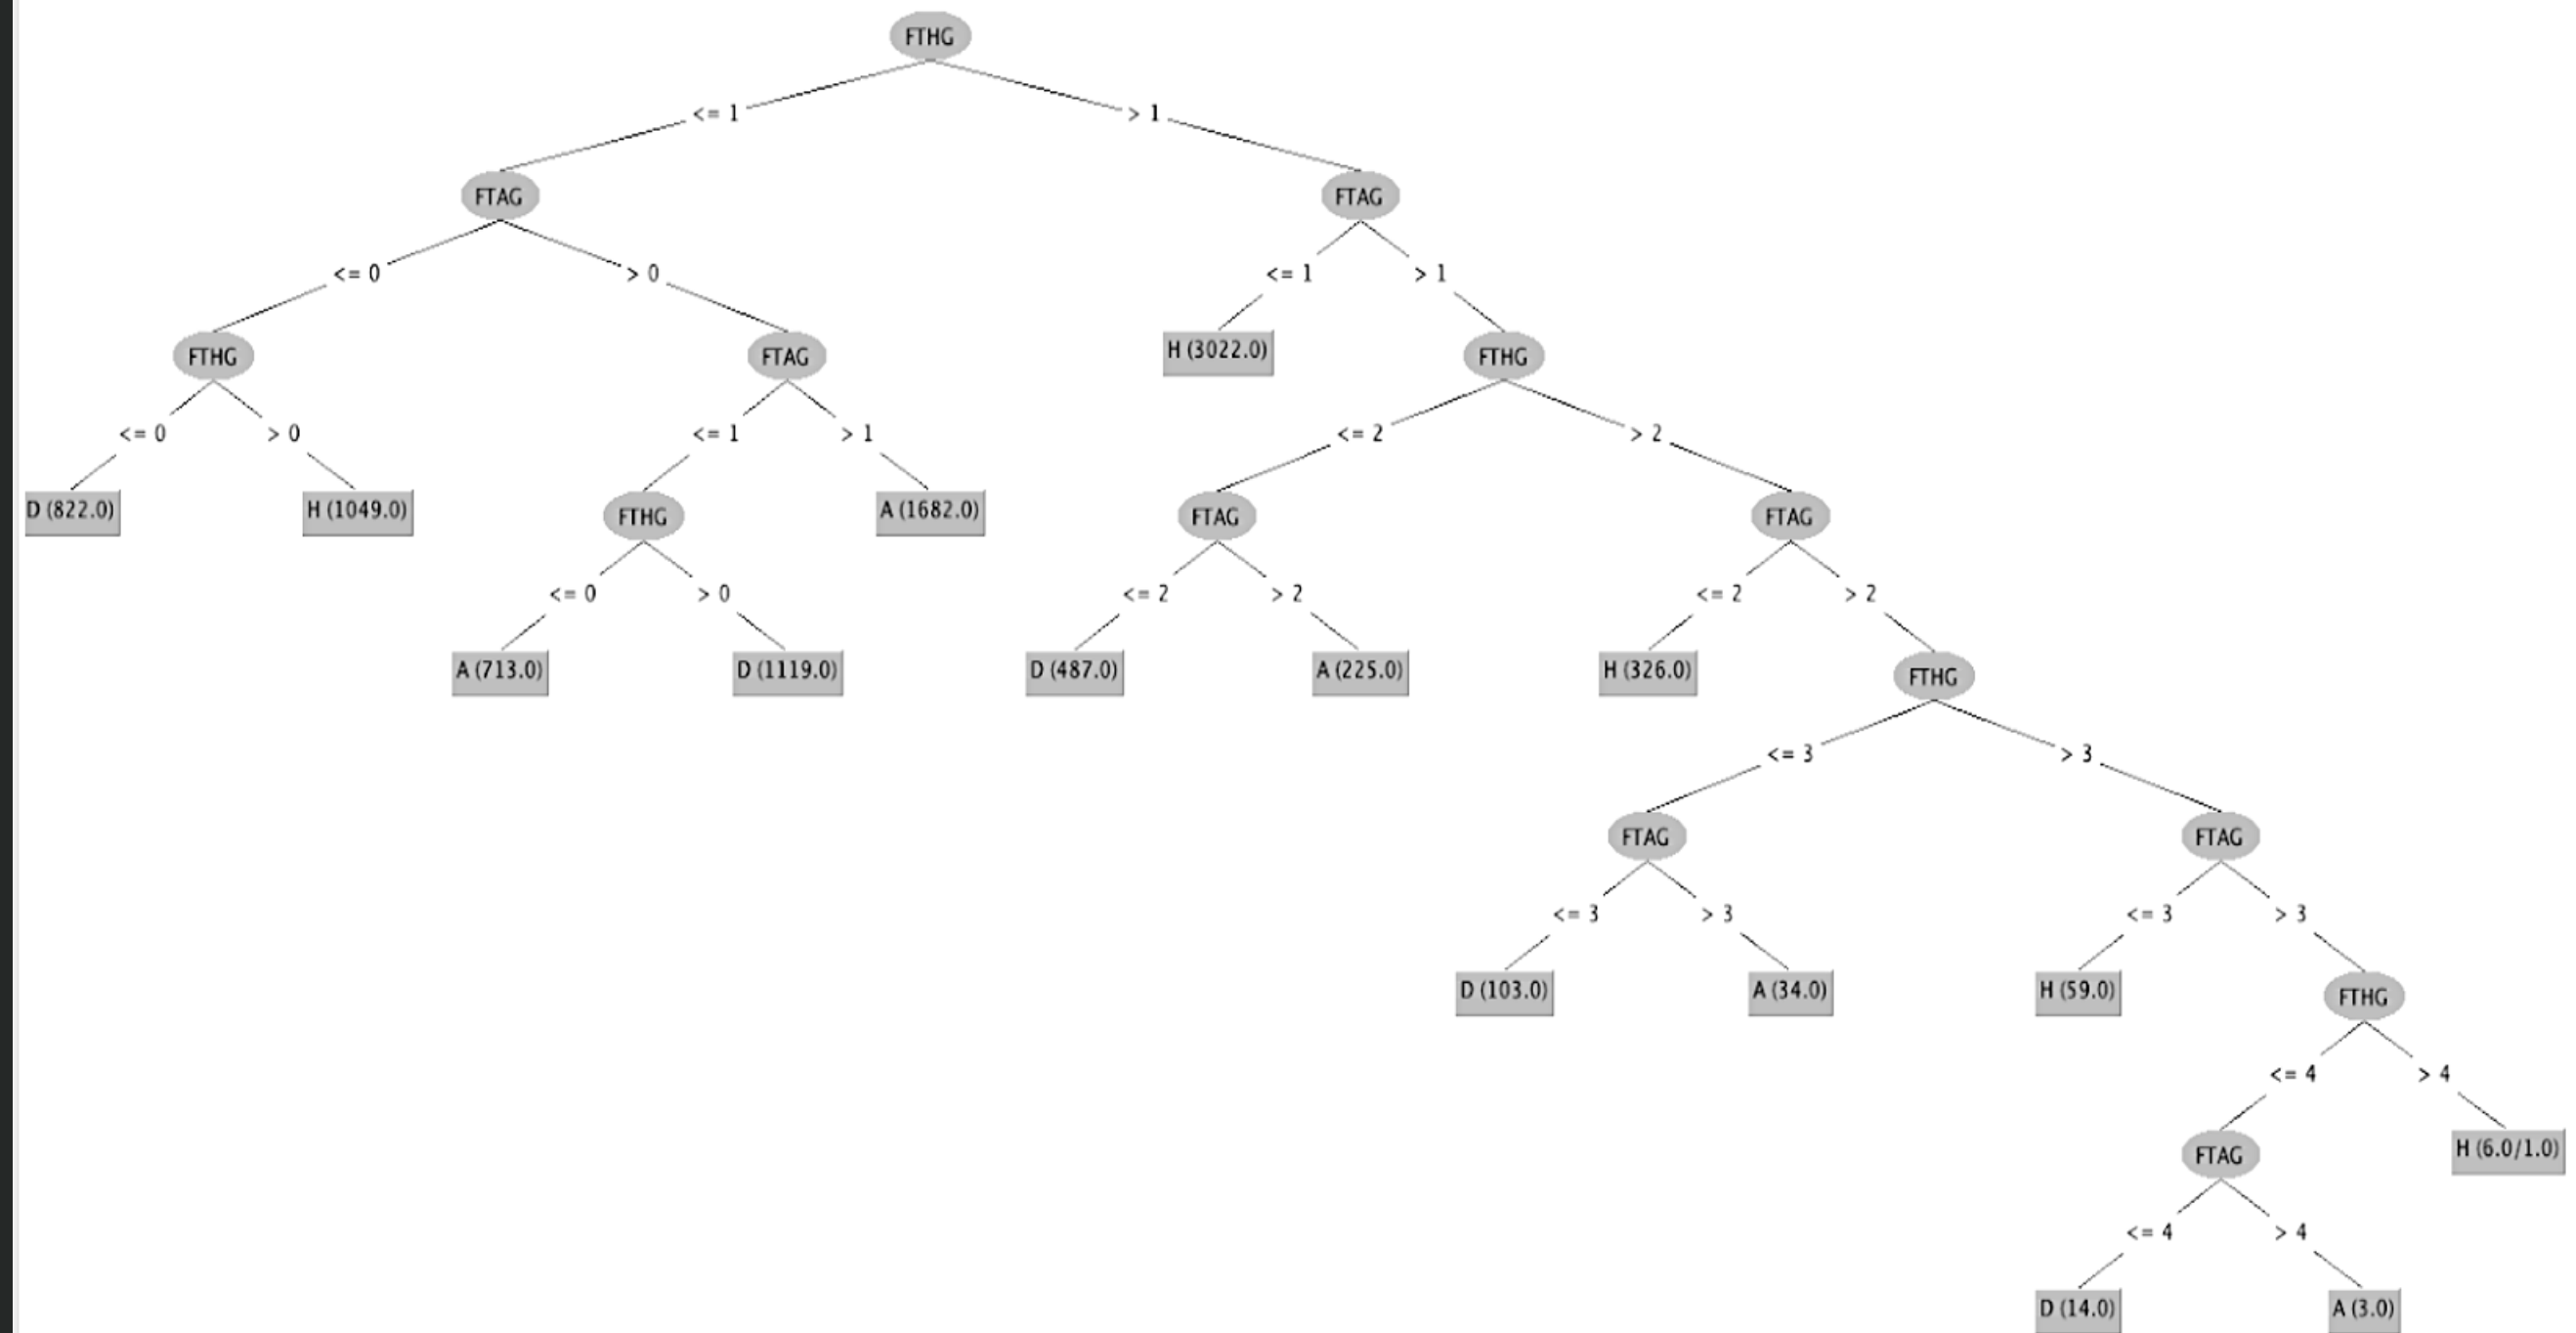 FTHG
<= 1
> 1
FTAG
FTAG
<= 0
> 0
<= 1
> 1
FTHG
FTAG
H (3022.0)
FTHG
<= 0
> 0
<= 1
> 1
<= 2
> 2
D (822.0)
H (1049.0)
FTHG
A (1682.0)
FTAG
FTAG
<= 0
> 0
<= 2
> 2
<= 2
> 2
A (713.0)
D (1119.0)
D (487.0)
A (225.0)
H (326.0)
FTHG
<= 3
> 3
FTAG
FTAG
<= 3
> 3
<= 3
> 3
D (103.0)
A (34.0)
H (59.0)
FTHG
<= 4
> 4
FTAG
H (6.0/1.0)
<= 4
> 4
D (14.0)
A (3.0)